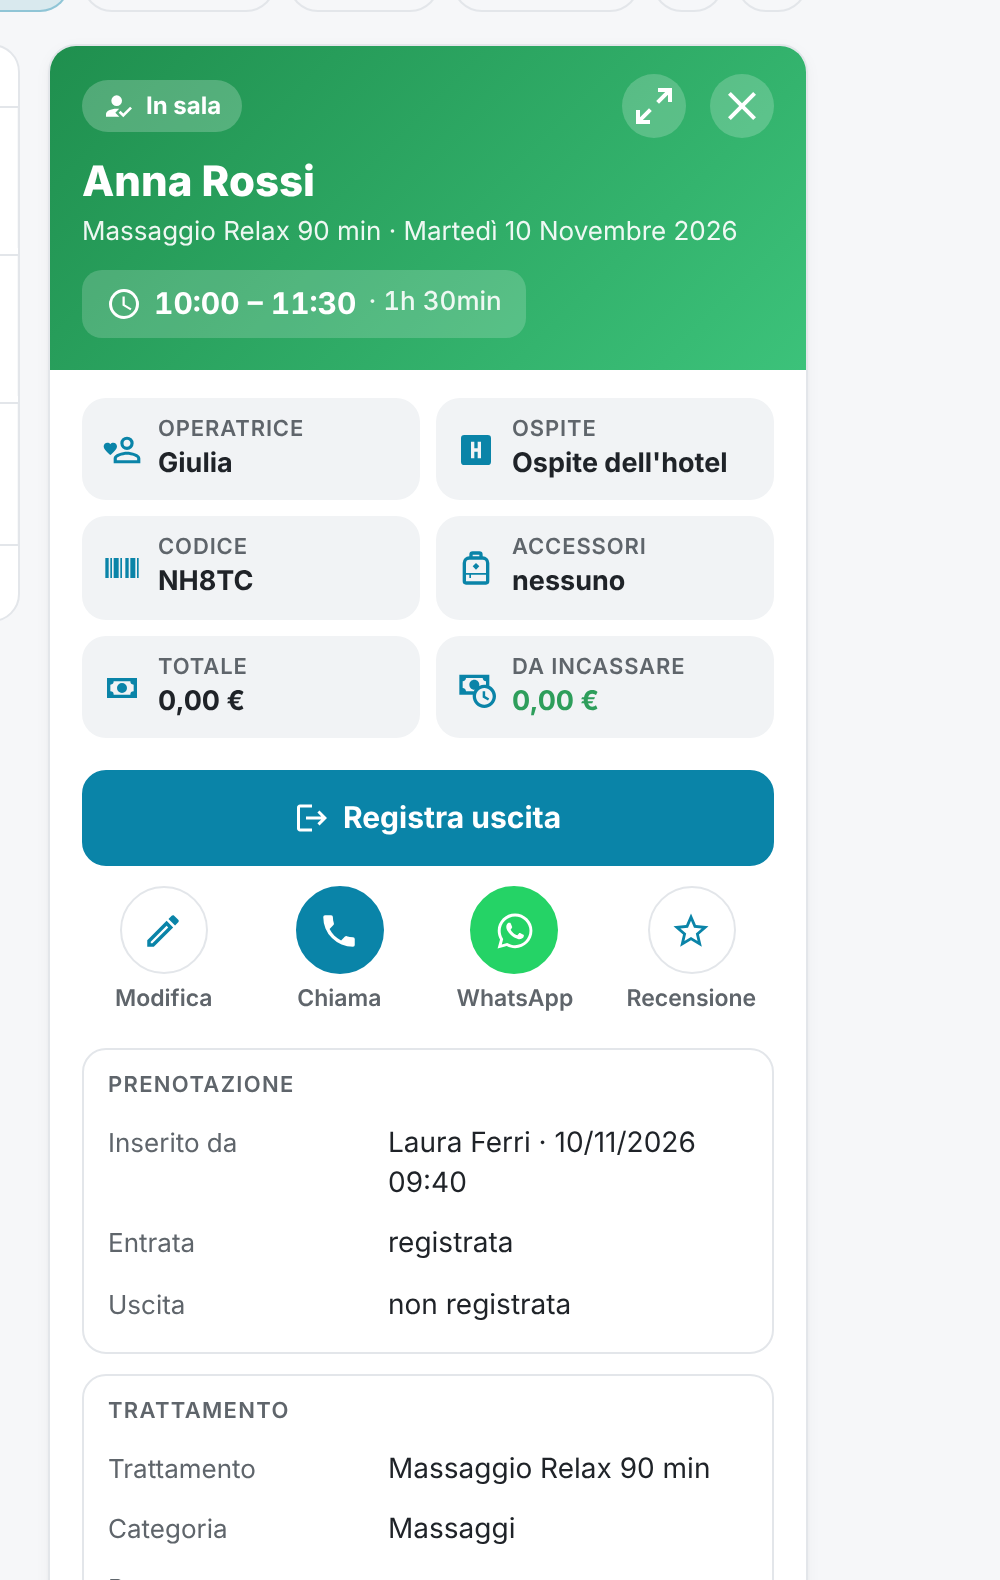 In sala
Anna Rossi
Massaggio Relax 90 min · Martedì 10 Novembre 2026
10:00 – 11:30 · 1h 30min
OPERATRICE
Giulia
OSPITE
Ospite dell'hotel
CODICE
NH8TC
ACCESSORI
nessuno
TOTALE
0,00 €
DA INCASSARE
0,00 €
Registra uscita
Modifica
Chiama
WhatsApp
Recensione
PRENOTAZIONE
Inserito da
Laura Ferri · 10/11/2026
09:40
Entrata
registrata
Uscita
non registrata
TRATTAMENTO
Trattamento
Massaggio Relax 90 min
Categoria
Massaggi